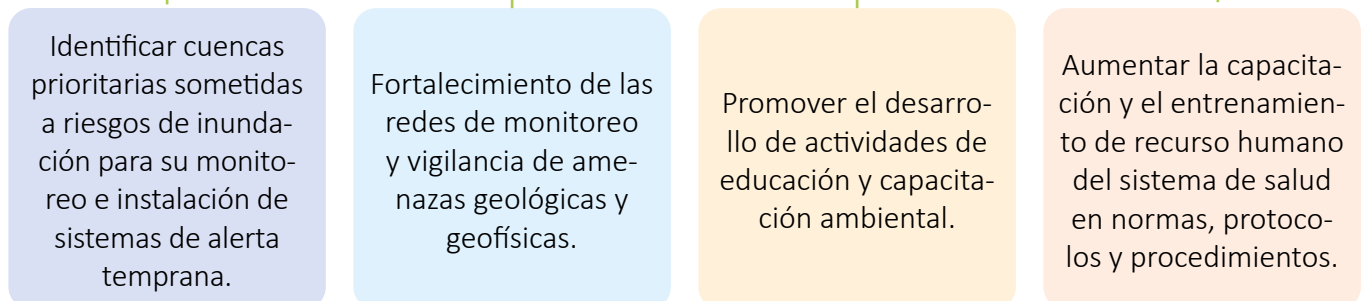 Identificar cuencas
prioritarias sometidas
a riesgos de inunda-
ción para su monito-
reo e instalación de
sistemas de alerta
temprana.
Fortalecimiento de las
redes de monitoreo
y vigilancia de ame-
nazas geológicas y
geofísicas.
Promover el desarro-
llo de actividades de
educación y capacita-
ción ambiental.
Aumentar la capacita-
ción y el entrenamien-
to de recurso humano
del sistema de salud
en normas, protoco-
los y procedimientos.